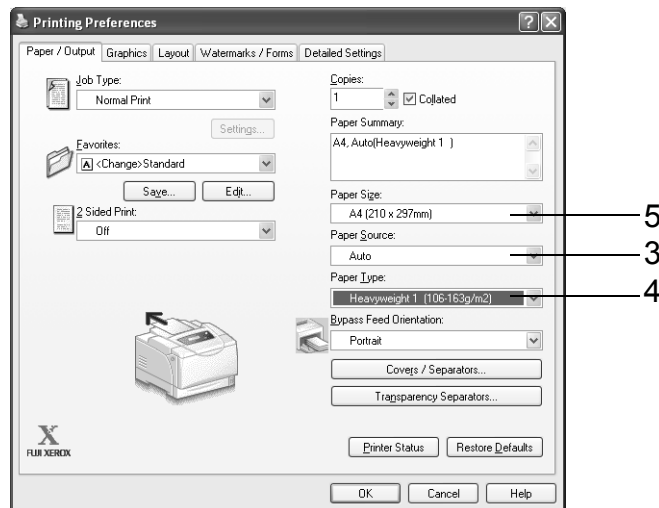 Printing Preferences
Paper / Output Graphics Layout Watermarks / Forms Detailed Settings
Job Type:
Normal Print
Settings...
Favorites:
A <Change>Standard
Save... Edit...
2 Sided Print:
Off
Copies:
1 Collated
Paper Summary:
A4, Auto(Heavyweight 1 )
Paper Size:
A4 (210 x 297mm) 5
Paper Source:
Auto 3
Paper Type:
Heavyweight 1 (106-163g/m2) 4
Bypass Feed Orientation:
Portrait
Covers / Separators...
Transparency Separators...
X
FUJI XEROX
Printer Status Restore Defaults
OK Cancel Help